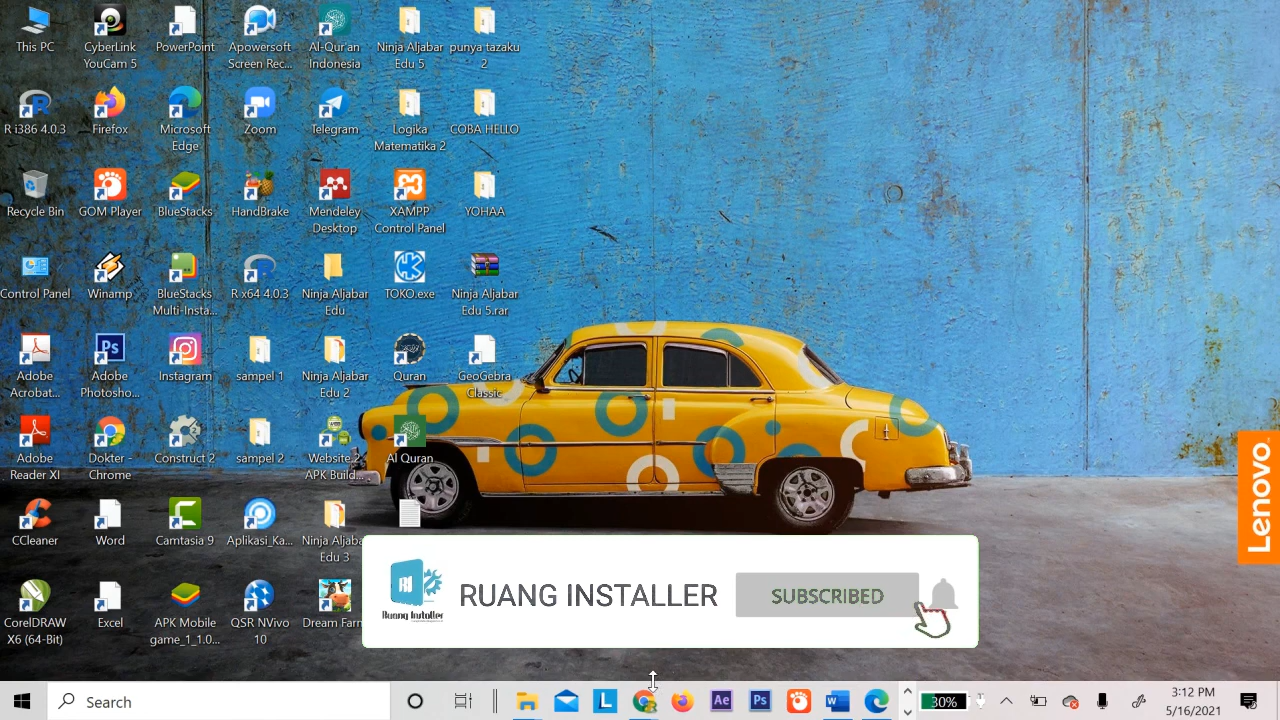 This PC
CyberLink
YouCam 5
PowerPoint
Apowersoft
Screen Rec...
Al-Qur'an
Indonesia
Ninja Aljabar
Edu 5
punya tazaku
2
R i386 4.0.3
Firefox
Microsoft
Edge
Zoom
Telegram
Logika
Matematika 2
COBA HELLO
Recycle Bin
GOM Player
BlueStacks
HandBrake
Mendeley
Desktop
XAMPP
Control Panel
YOHAA
Control Panel
Winamp
BlueStacks
Multi-Insta...
R x64 4.0.3
Ninja Aljabar
Edu
TOKO.exe
Ninja Aljabar
Edu 5.rar
Adobe
Acrobat...
Ps
Adobe
Photosho...
Instagram
sampel 1
Ninja Aljabar
Edu 2
Quran
GeoGebra
Classic
Adobe
Reader XI
Dokter -
Chrome
Construct 2
sampel 2
Website 2
APK Build...
Al Quran
CCleaner
Word
Camtasia 9
Aplikasi_Ka...
Ninja Aljaba
Edu 3
CorelDRAW
X6 (64-Bit)
Excel
APK Mobile
game_1_1.0...
QSR NVivo
10
Dream Farm
Lenovo
RI
Ruang Installer
RUANG INSTALLER
SUBSCRIBED
Search
L
Ae
Ps
W
30%
3:12 PM
5/16/2021